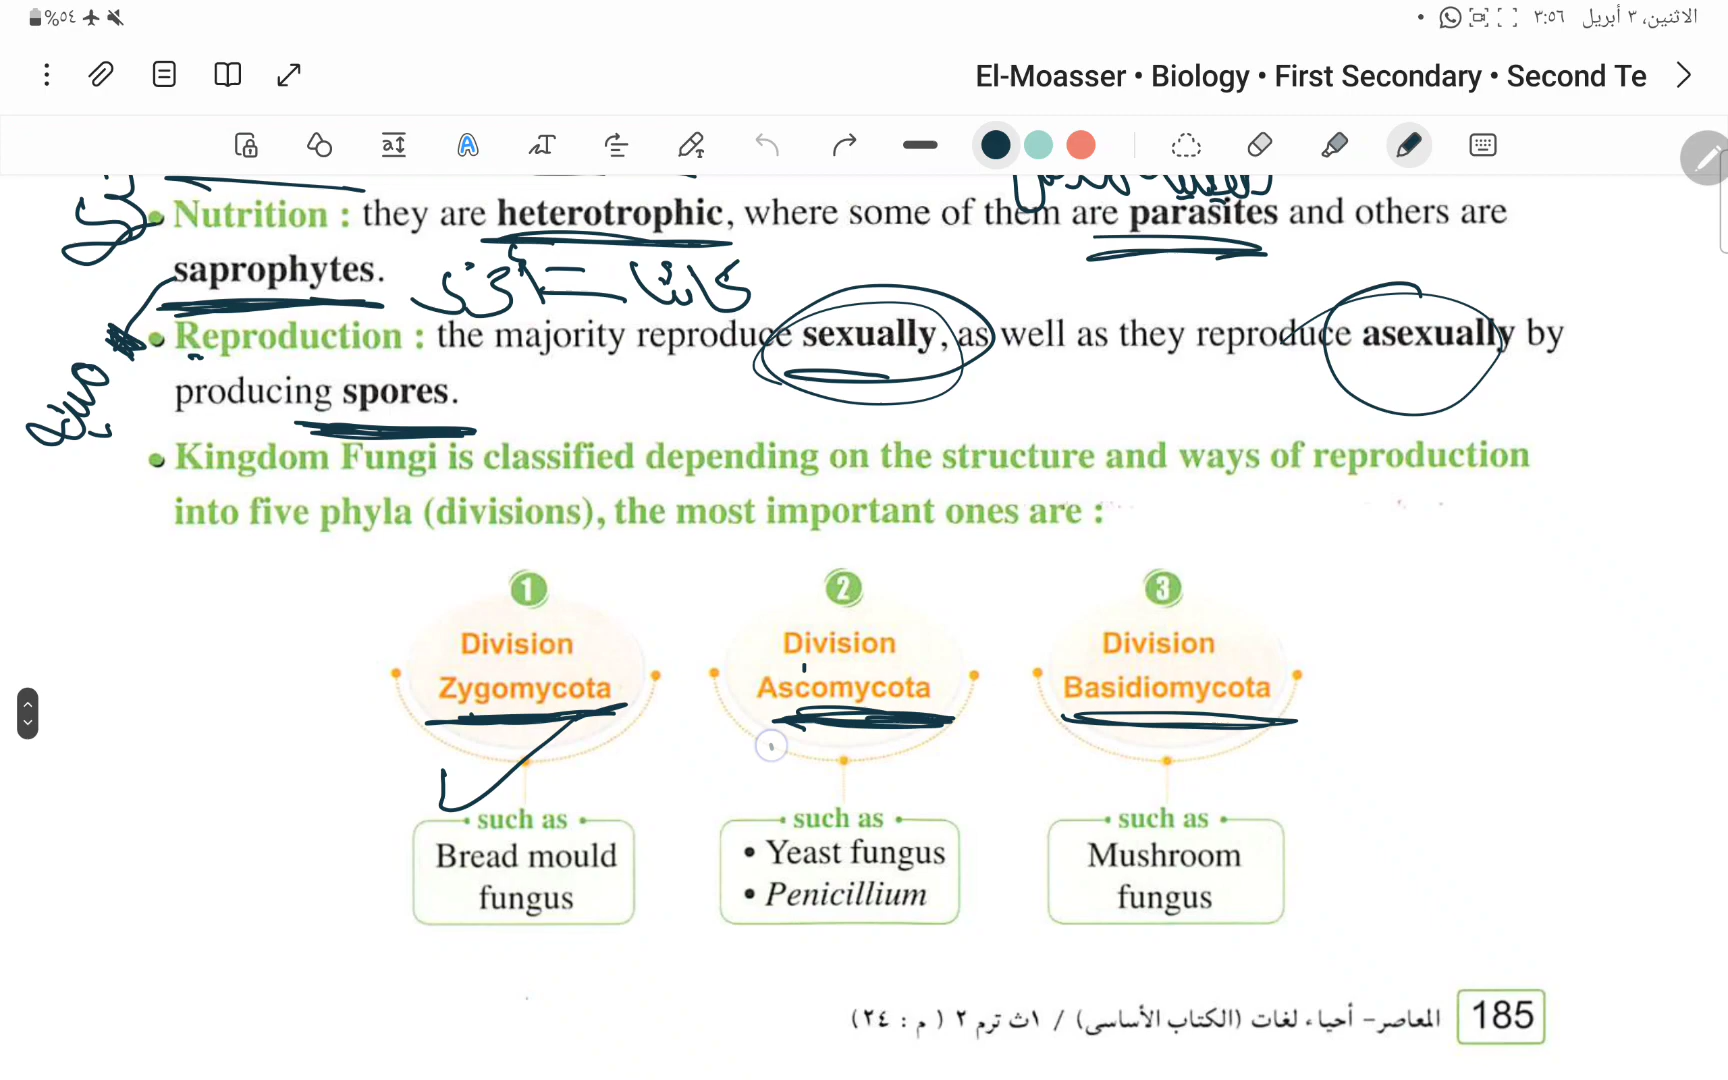 %٥٤
الاثنين، ٣ أبريل ٣:٥٦
El-Moasser • Biology • First Secondary • Second Te
• Nutrition : they are heterotrophic, where some of them are parasites and others are
saprophytes.
• Reproduction : the majority reproduce sexually, as well as they reproduce asexually by
producing spores.
• Kingdom Fungi is classified depending on the structure and ways of reproduction
into five phyla (divisions), the most important ones are :
1
Division
Zygomycota
such as
Bread mould
fungus
2
Division
Ascomycota
such as
• Yeast fungus
• Penicillium
3
Division
Basidiomycota
such as
Mushroom
fungus
المعاصر - أحياء لغات (الكتاب الأساسى) / ١ث ترم ٢ ( م : ٢٤)
185